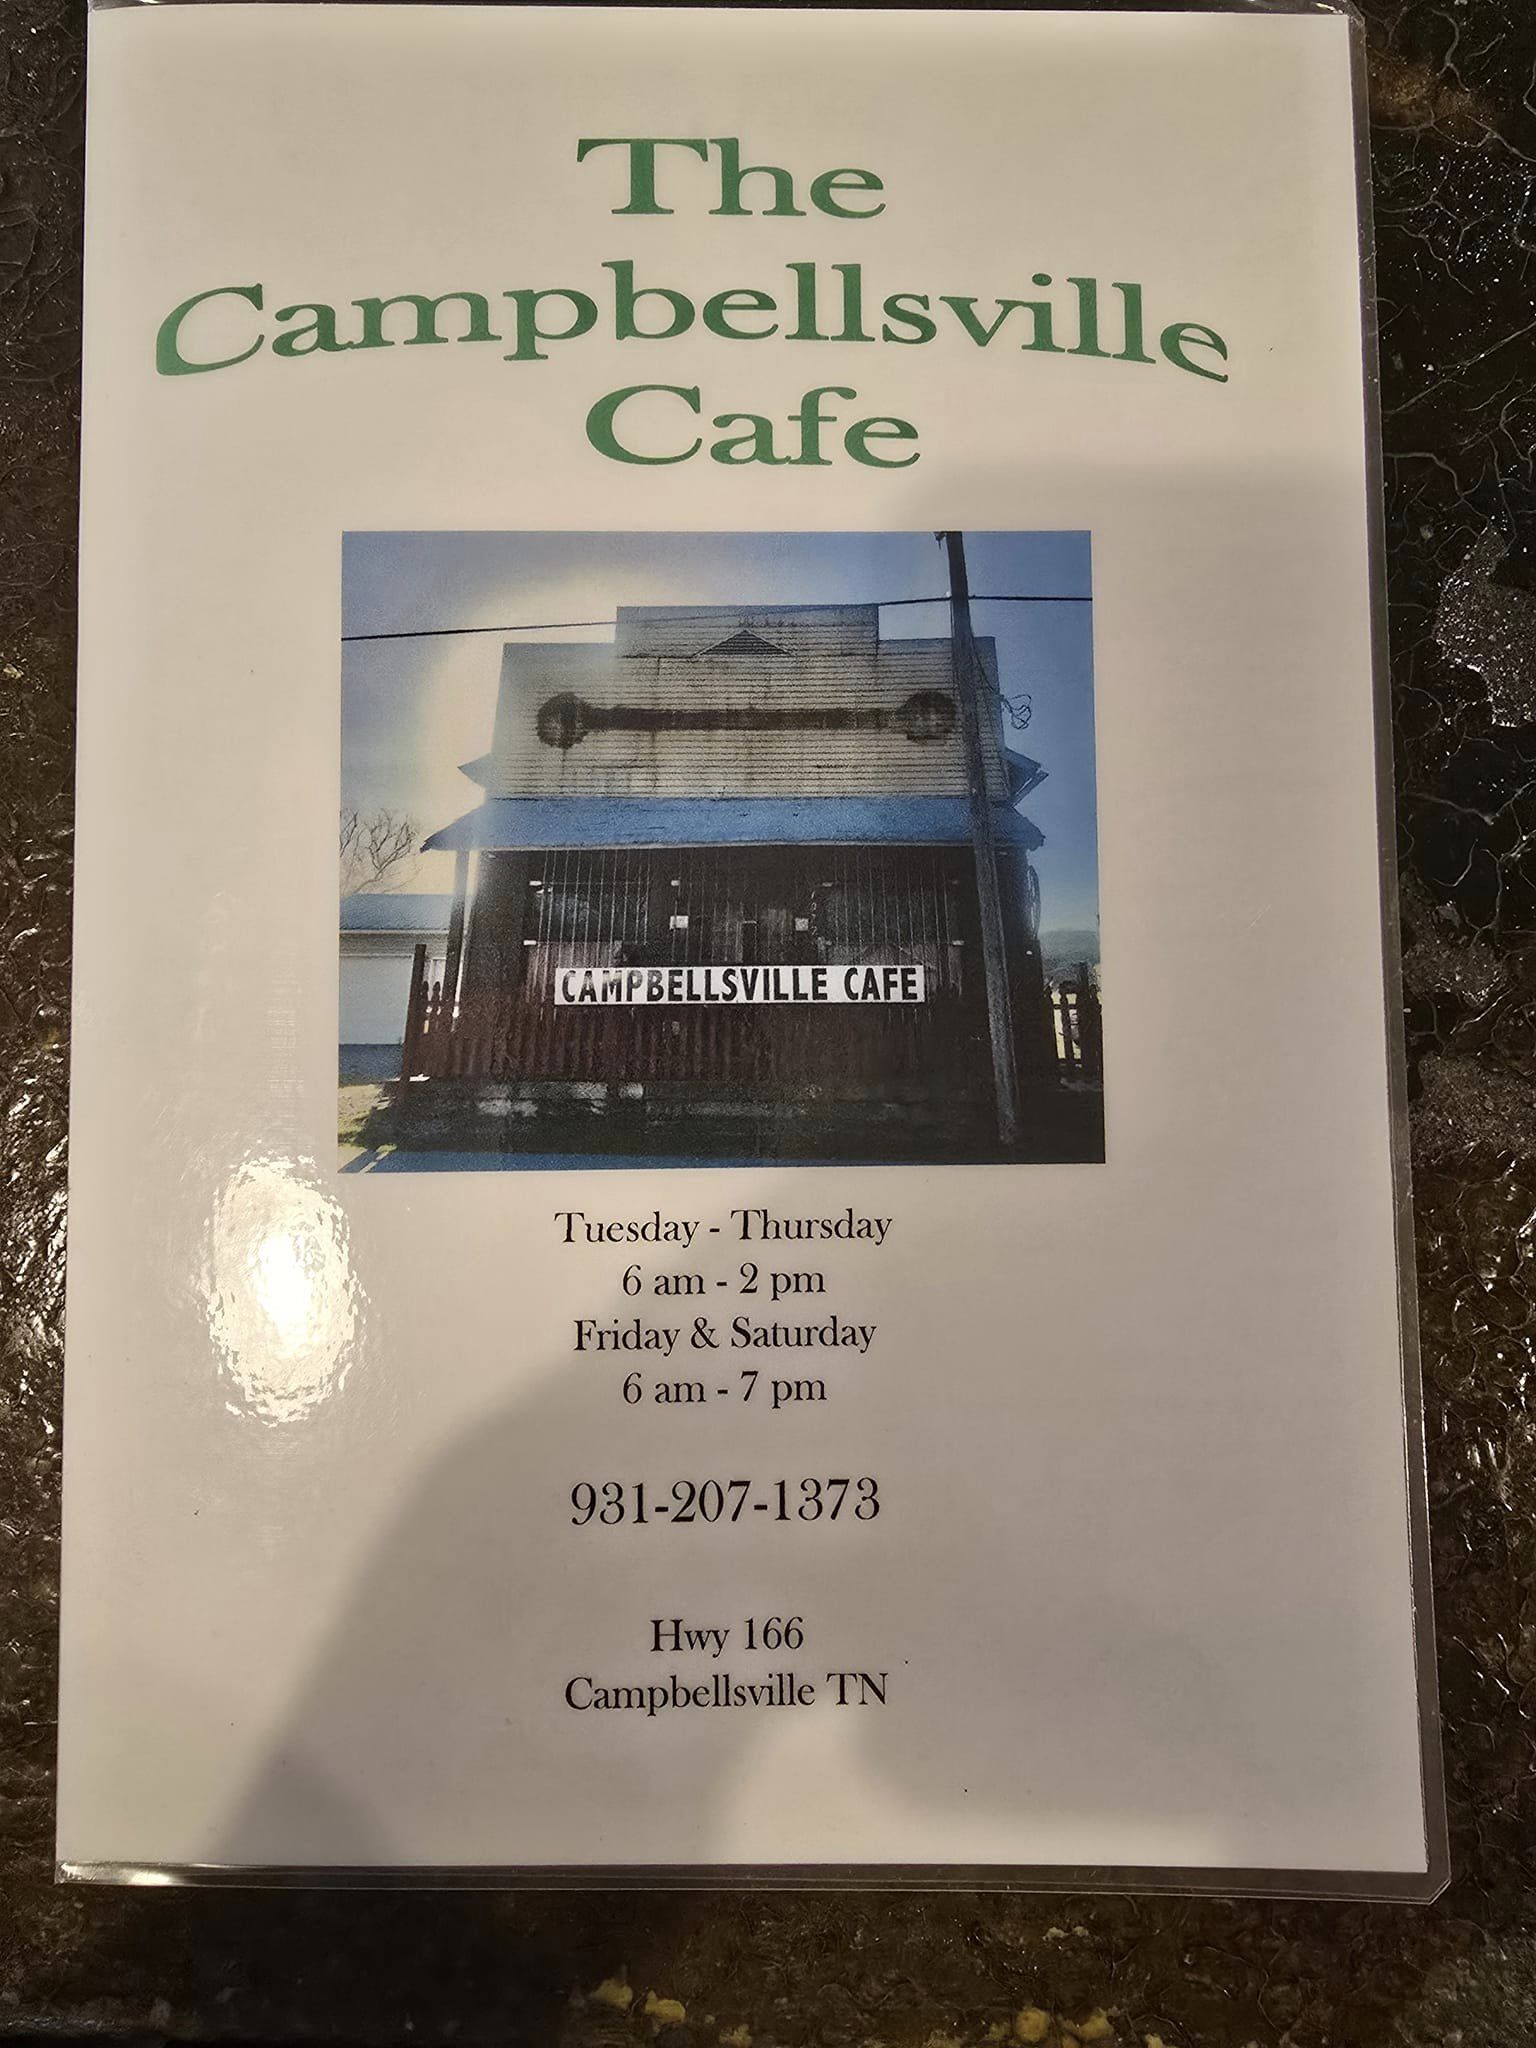 The
Campbellsville
Cafe
CAMPBELLSVILLE CAFE
Tuesday - Thursday
6 am - 2 pm
Friday & Saturday
6 am - 7 pm
931-207-1373
Hwy 166
Campbellsville TN